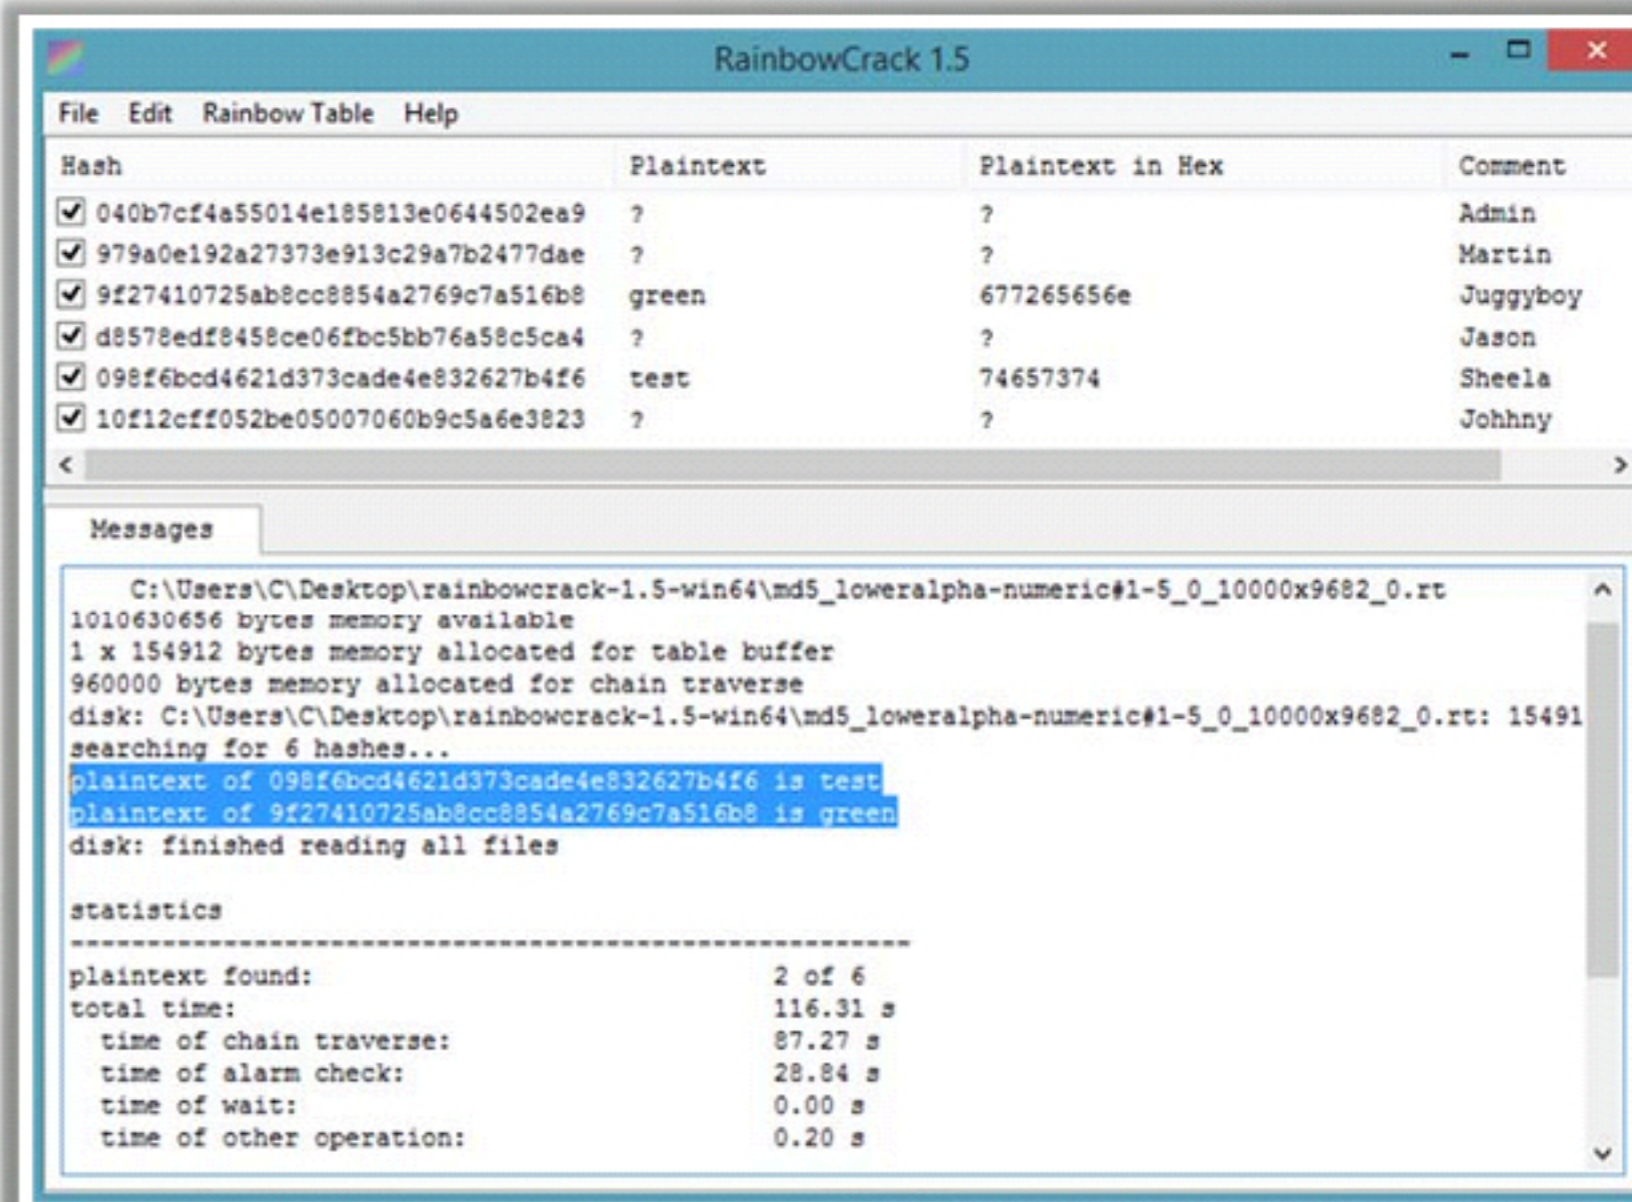 RainbowCrack 1.5
File Edit Rainbow Table Help
Hash Plaintext Plaintext in Hex Comment
040b7cf4a55014e185813e0644502ea9 ? ? Admin
979a0e192a27373e913c29a7b2477dae ? ? Martin
9f27410725ab8cc8854a2769c7a516b8 green 677265656e Juggyboy
d8578edf8458ce06fbc5bb76a58c5ca4 ? ? Jason
098f6bcd4621d373cade4e832627b4f6 test 74657374 Sheela
10f12cff052be05007060b9c5a6e3823 ? ? Johhny
Messages
C:\Users\C\Desktop\rainbowcrack-1.5-win64\md5_loweralpha-numeric#1-5_0_10000x9682_0.rt
1010630656 bytes memory available
1 x 154912 bytes memory allocated for table buffer
960000 bytes memory allocated for chain traverse
disk: C:\Users\C\Desktop\rainbowcrack-1.5-win64\md5_loweralpha-numeric#1-5_0_10000x9682_0.rt: 15491
searching for 6 hashes...
plaintext of 098f6bcd4621d373cade4e832627b4f6 is test
plaintext of 9f27410725ab8cc8854a2769c7a516b8 is green
disk: finished reading all files
statistics
-------------------------------------------------------
plaintext found: 2 of 6
total time: 116.31 s
time of chain traverse: 87.27 s
time of alarm check: 28.84 s
time of wait: 0.00 s
time of other operation: 0.20 s